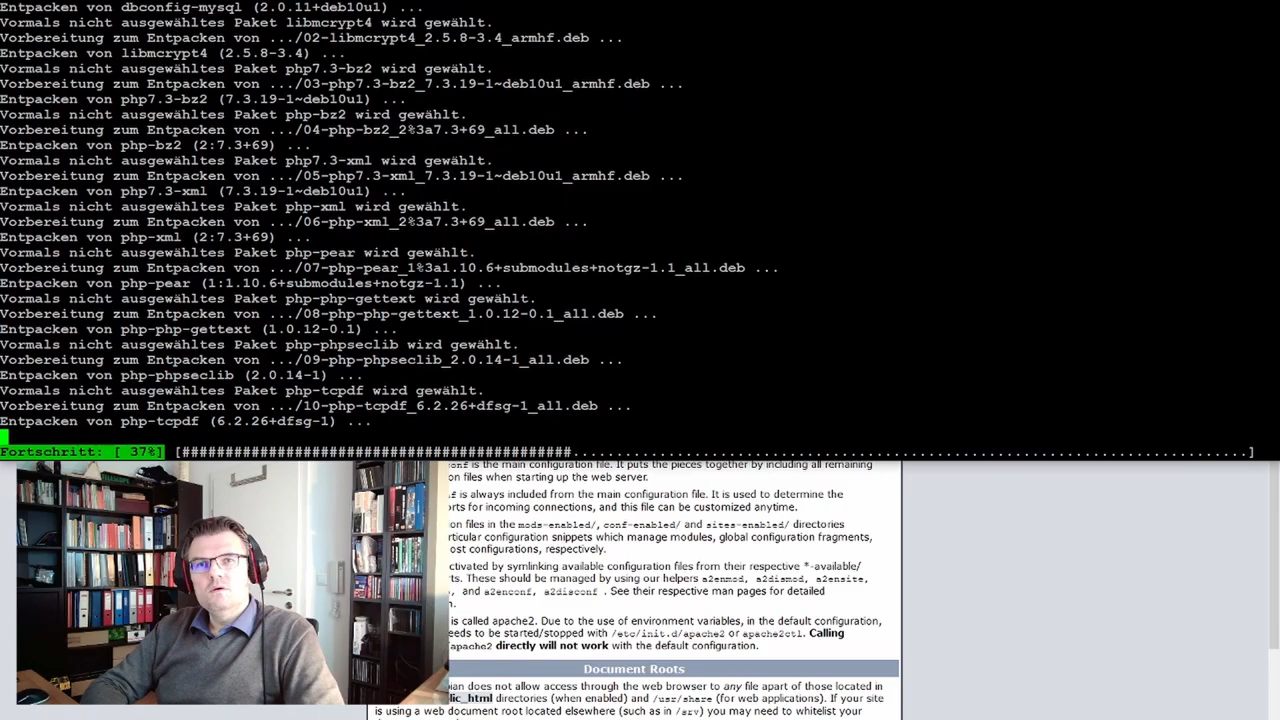 Entpacken von dbconfig-mysql (2.0.11+deb10u1) ...
Vormals nicht ausgewähltes Paket libmcrypt4 wird gewählt.
Vorbereitung zum Entpacken von .../02-libmcrypt4_2.5.8-3.4_armhf.deb ...
Entpacken von libmcrypt4 (2.5.8-3.4) ...
Vormals nicht ausgewähltes Paket php7.3-bz2 wird gewählt.
Vorbereitung zum Entpacken von .../03-php7.3-bz2_7.3.19-1~deb10u1_armhf.deb ...
Entpacken von php7.3-bz2 (7.3.19-1~deb10u1) ...
Vormals nicht ausgewähltes Paket php-bz2 wird gewählt.
Vorbereitung zum Entpacken von .../04-php-bz2_2%3a7.3+69_all.deb ...
Entpacken von php-bz2 (2:7.3+69) ...
Vormals nicht ausgewähltes Paket php7.3-xml wird gewählt.
Vorbereitung zum Entpacken von .../05-php7.3-xml_7.3.19-1~deb10u1_armhf.deb ...
Entpacken von php7.3-xml (7.3.19-1~deb10u1) ...
Vormals nicht ausgewähltes Paket php-xml wird gewählt.
Vorbereitung zum Entpacken von .../06-php-xml_2%3a7.3+69_all.deb ...
Entpacken von php-xml (2:7.3+69) ...
Vormals nicht ausgewähltes Paket php-pear wird gewählt.
Vorbereitung zum Entpacken von .../07-php-pear_1%3a1.10.6+submodules+notgz-1.1_all.deb ...
Entpacken von php-pear (1:1.10.6+submodules+notgz-1.1) ...
Vormals nicht ausgewähltes Paket php-php-gettext wird gewählt.
Vorbereitung zum Entpacken von .../08-php-php-gettext_1.0.12-0.1_all.deb ...
Entpacken von php-php-gettext (1.0.12-0.1) ...
Vormals nicht ausgewähltes Paket php-phpseclib wird gewählt.
Vorbereitung zum Entpacken von .../09-php-phpseclib_2.0.14-1_all.deb ...
Entpacken von php-phpseclib (2.0.14-1) ...
Vormals nicht ausgewähltes Paket php-tcpdf wird gewählt.
Vorbereitung zum Entpacken von .../10-php-tcpdf_6.2.26+dfsg-1_all.deb ...
Entpacken von php-tcpdf (6.2.26+dfsg-1) ...
Fortschritt: [ 37%]
is the main configuration file. It puts the pieces together by including all remaining
on files when starting up the web server.
is always included from the main configuration file. It is used to determine the
orts for incoming connections, and this file can be customized anytime.
on files in the mods-enabled/, conf-enabled/ and sites-enabled/ directories
rticular configuration snippets which manage modules, global configuration fragments,
ost configurations, respectively.
ctivated by symlinking available configuration files from their respective *-available/
ts. These should be managed by using our helpers a2enmod, a2dismod, a2ensite,
, and a2enconf, a2disconf . See their respective man pages for detailed
n.
is called apache2. Due to the use of environment variables, in the default configuration,
eeds to be started/stopped with /etc/init.d/apache2 or apache2ctl. Calling
/apache2 directly will not work with the default configuration.
Document Roots
ian does not allow access through the web browser to any file apart of those located in
lic_html directories (when enabled) and /usr/share (for web applications). If your site
is using a web document root located elsewhere (such as in /srv) you may need to whitelist your